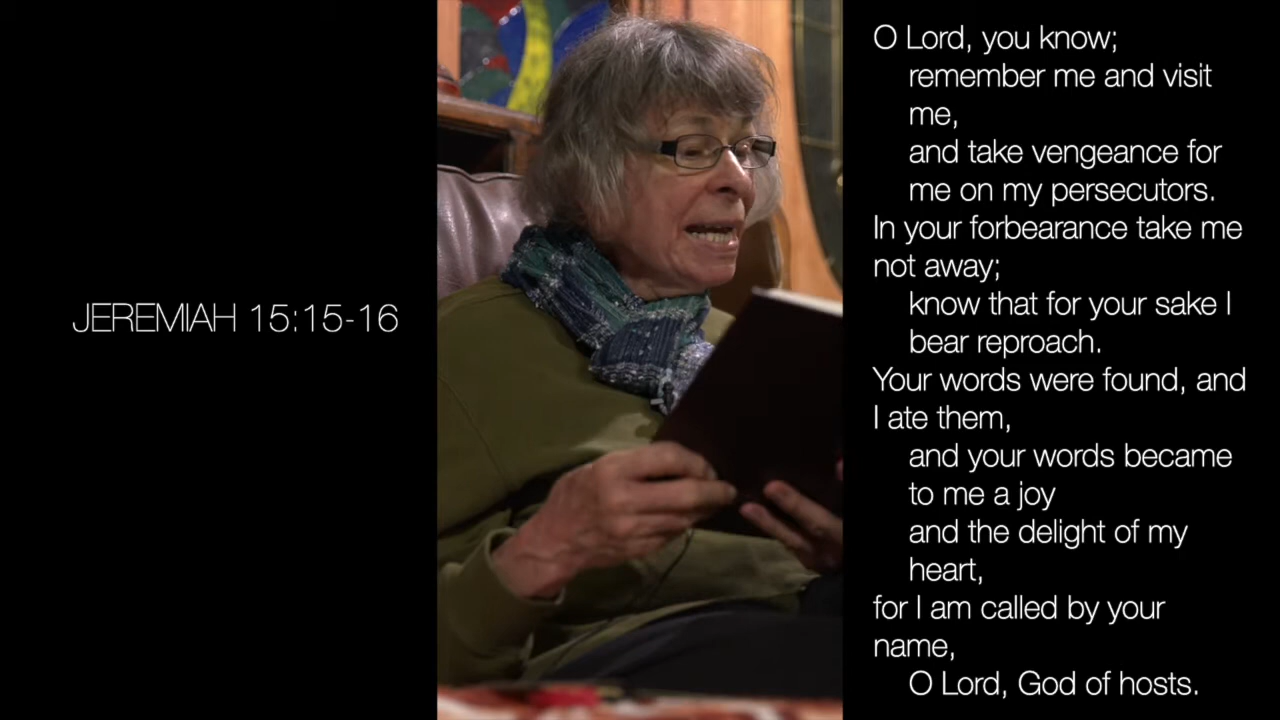 JEREMIAH 15:15-16
O Lord, you know;
remember me and visit
me,
and take vengeance for
me on my persecutors.
In your forbearance take me
not away;
know that for your sake I
bear reproach.
Your words were found, and
I ate them,
and your words became
to me a joy
and the delight of my
heart,
for I am called by your
name,
O Lord, God of hosts.